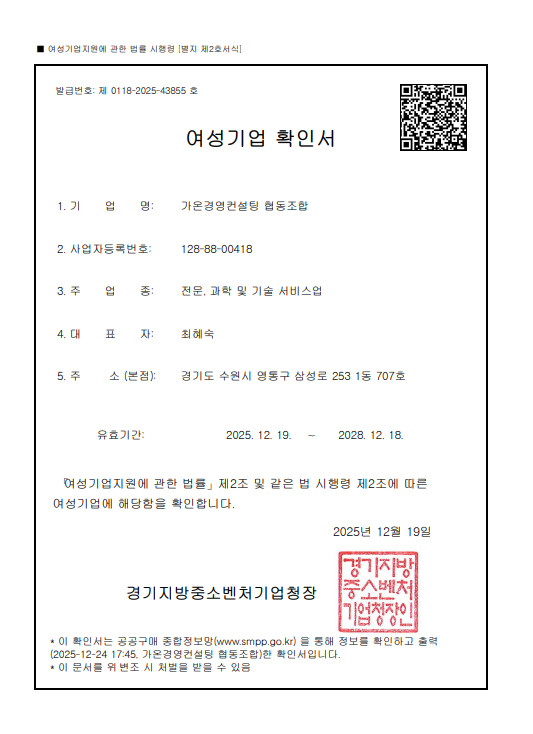 ■ 여성기업지원에 관한 법률 시행령 [별지 제2호서식]
발급번호: 제 0118-2025-43855 호
여성기업 확인서
1. 기 업 명: 가온경영컨설팅 협동조합
2. 사업자등록번호: 128-88-00418
3. 주 업 종: 전문, 과학 및 기술 서비스업
4. 대 표 자: 최혜숙
5. 주 소 (본점): 경기도 수원시 영통구 삼성로 253 1동 707호
유효기간: 2025. 12. 19. ~ 2028. 12. 18.
「여성기업지원에 관한 법률」제2조 및 같은 법 시행령 제2조에 따른
여성기업에 해당함을 확인합니다.
2025년 12월 19일
경기지방중소벤처기업청장
경기지방
중소벤처
기업청장인
* 이 확인서는 공공구매 종합정보망(www.smpp.go.kr) 을 통해 정보를 확인하고 출력
(2025-12-24 17:45, 가온경영컨설팅 협동조합)한 확인서입니다.
* 이 문서를 위 변조 시 처벌을 받을 수 있음